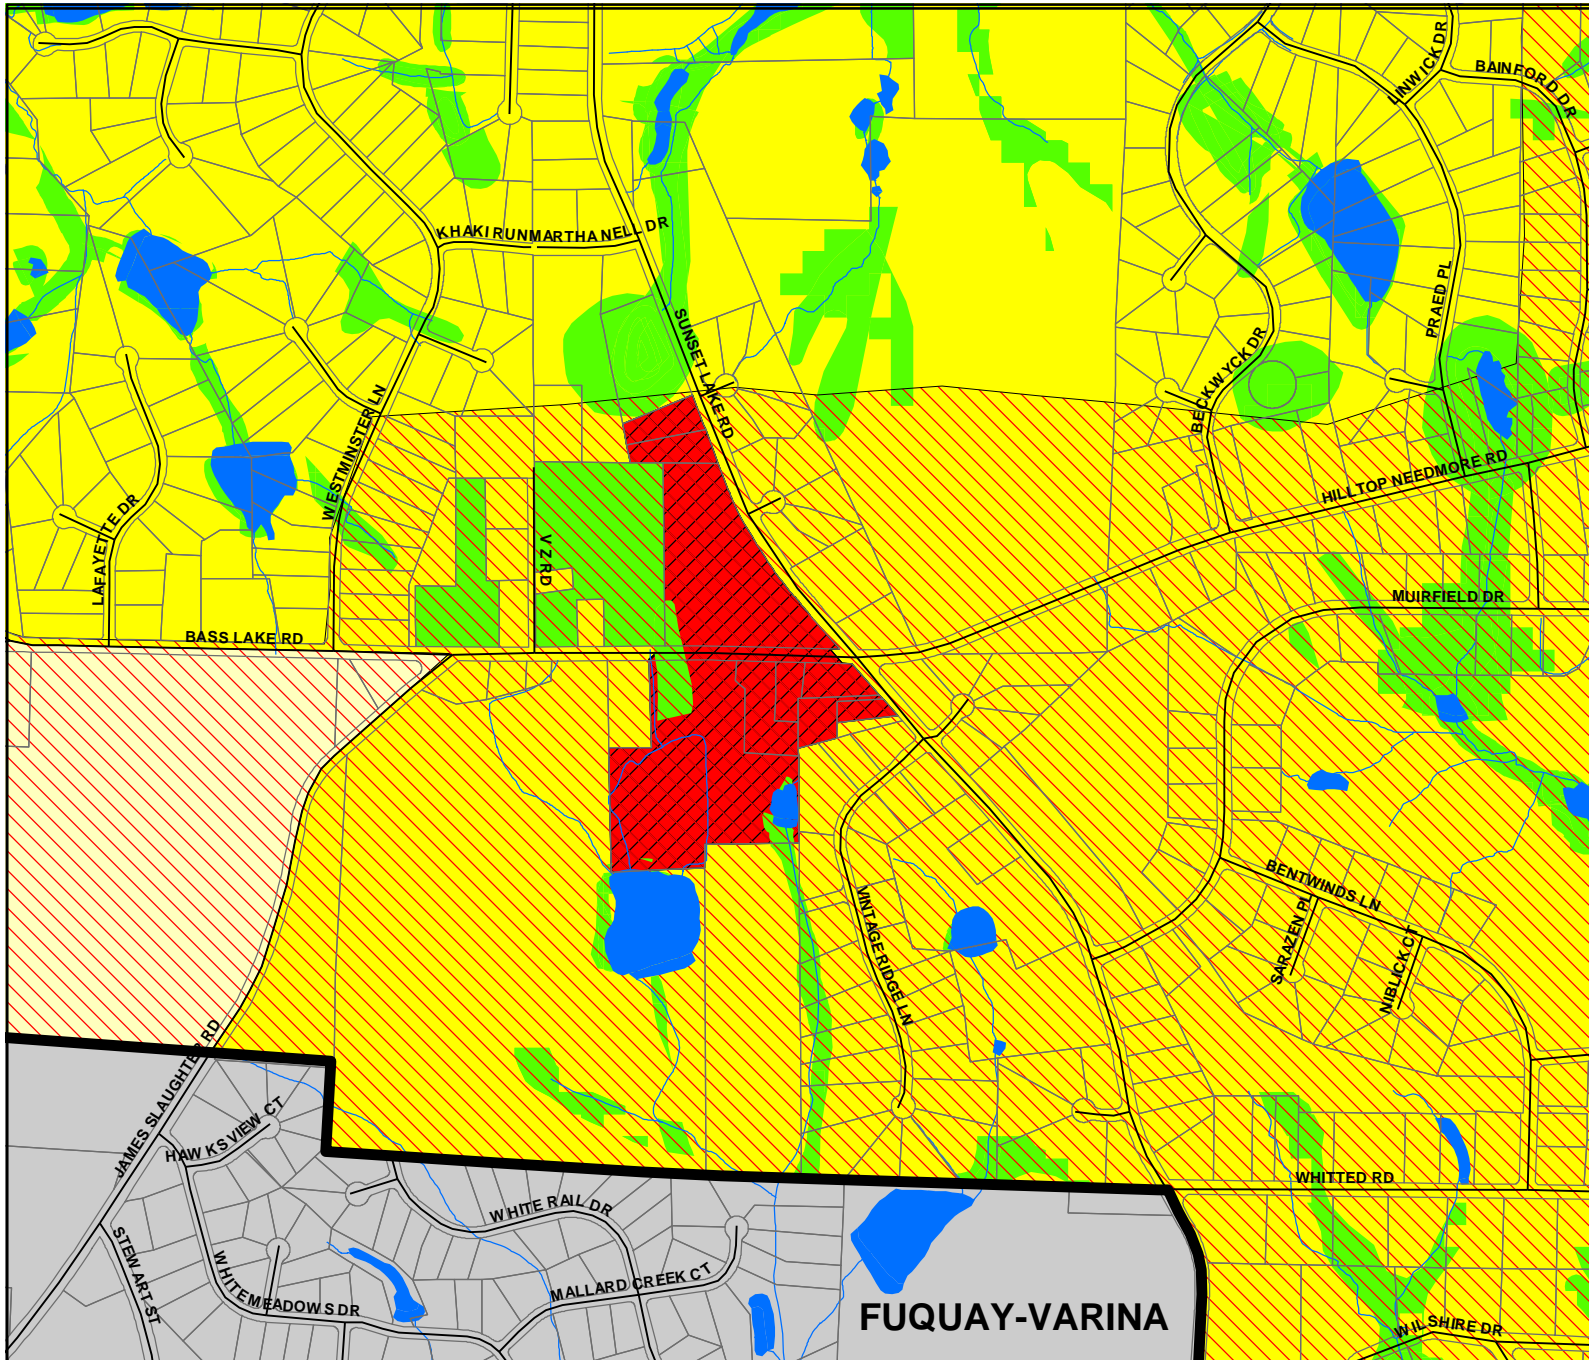 LINWICK DR
BAINFORD DR
KHAKI RUN
MARTHA NELL DR
SUNSET LAKE RD
PRAED PL
BECKWYCK DR
WESTMINSTER LN
HILLTOP NEEDMORE RD
LAFAYETTE DR
V Z RD
MUIRFIELD DR
BASS LAKE RD
BENTWINDS LN
SARAZEN PL
NIBLICK CT
VINTAGE RIDGE LN
JAMES SLAUGHTER RD
HAWKS VIEW CT
WHITTED RD
WHITE RAIL DR
STEWART ST
WHITEMEADOWS DR
MALLARD CREEK CT
FUQUAY-VARINA
WILSHIRE DR